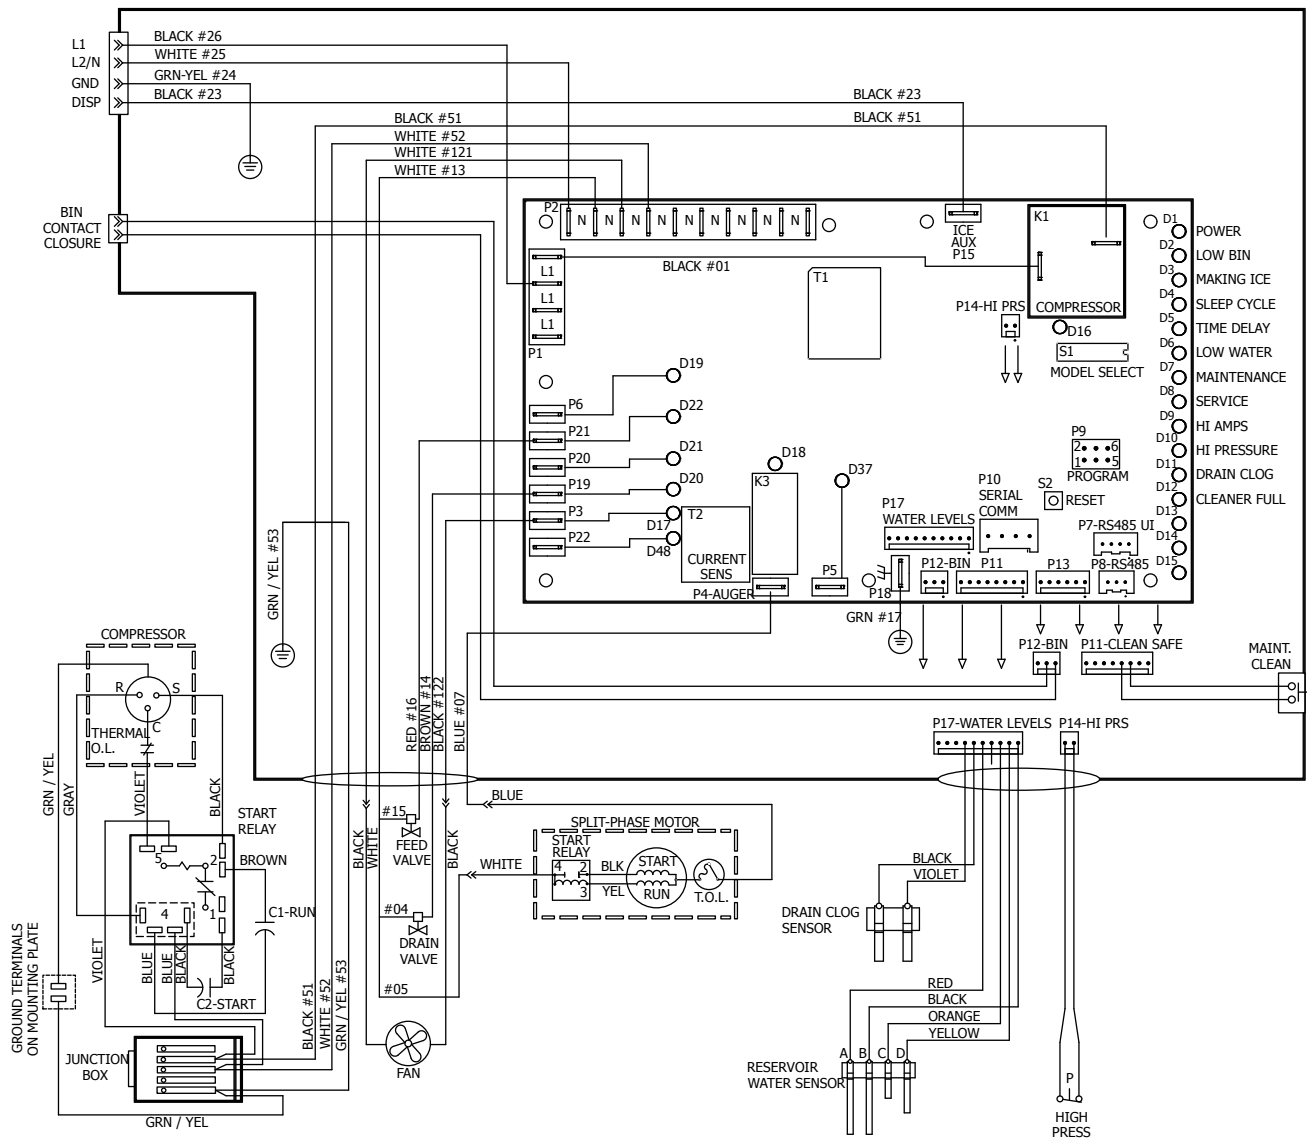 L1
BLACK #26
L2/N
WHITE #25
GND
GRN-YEL #24
DISP
BLACK #23
BLACK #23
BLACK #51
BLACK #51
WHITE #52
WHITE #121
WHITE #13
BIN
CONTACT
CLOSURE
P2
N N N N N N N N N
ICE
AUX
P15
K1
COMPRESSOR
BLACK #01
L1
L1
L1
P1
T1
P14-HI PRS
D16
S1
MODEL SELECT
D1
POWER
D2
LOW BIN
D3
MAKING ICE
D4
SLEEP CYCLE
D5
TIME DELAY
D6
LOW WATER
D7
MAINTENANCE
D8
SERVICE
D9
HI AMPS
D10
HI PRESSURE
D11
DRAIN CLOG
D12
CLEANER FULL
D13
D14
D15
D19
P6
D22
P21
D21
P20
D20
P19
P3
D17
P22
D48
T2
CURRENT
SENS
D18
K3
D37
P4-AUGER
P5
P9
2 6
1 5
PROGRAM
S2
RESET
P10
SERIAL
COMM
P17
WATER LEVELS
P7-RS485 UI
P12-BIN
P11
P13
P8-RS485
P18
GRN #17
P12-BIN
P11-CLEAN SAFE
MAINT.
CLEAN
P17-WATER LEVELS
P14-HI PRS
GRN / YEL #53
RED #16
BROWN #14
BLACK #122
BLUE #07
COMPRESSOR
R
S
C
THERMAL
O.L.
GRN / YEL
GRAY
VIOLET
BLACK
START
RELAY
5
2
BROWN
4
1
C1-RUN
VIOLET
BLUE
BLUE
BLACK
BLACK
C2-START
GROUND TERMINALS
ON MOUNTING PLATE
JUNCTION
BOX
GRN / YEL
BLACK #51
WHITE #52
GRN / YEL #53
BLACK
WHITE
#15
FEED
VALVE
BLACK
#04
DRAIN
VALVE
#05
FAN
BLUE
WHITE
SPLIT-PHASE MOTOR
START
RELAY
4 2
3
BLK
YEL
START
RUN
T.O.L.
BLACK
VIOLET
DRAIN CLOG
SENSOR
RED
BLACK
ORANGE
YELLOW
A B C D
RESERVOIR
WATER SENSOR
P
HIGH
PRESS